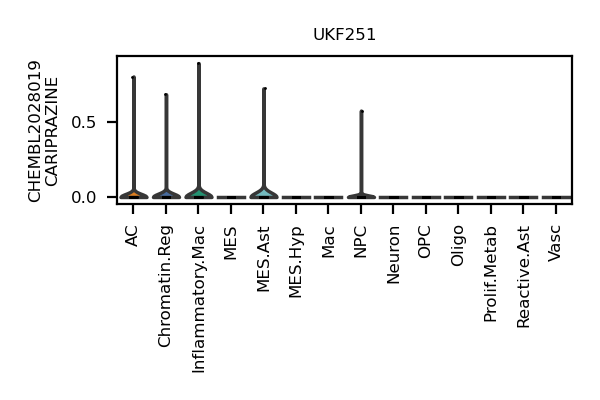 UKF251
CHEMBL2028019
CARIPRAZINE
0.5
0.0
AC
Chromatin.Reg
Inflammatory.Mac
MES
MES.Ast
MES.Hyp
Mac
NPC
Neuron
OPC
Oligo
Prolif.Metab
Reactive.Ast
Vasc